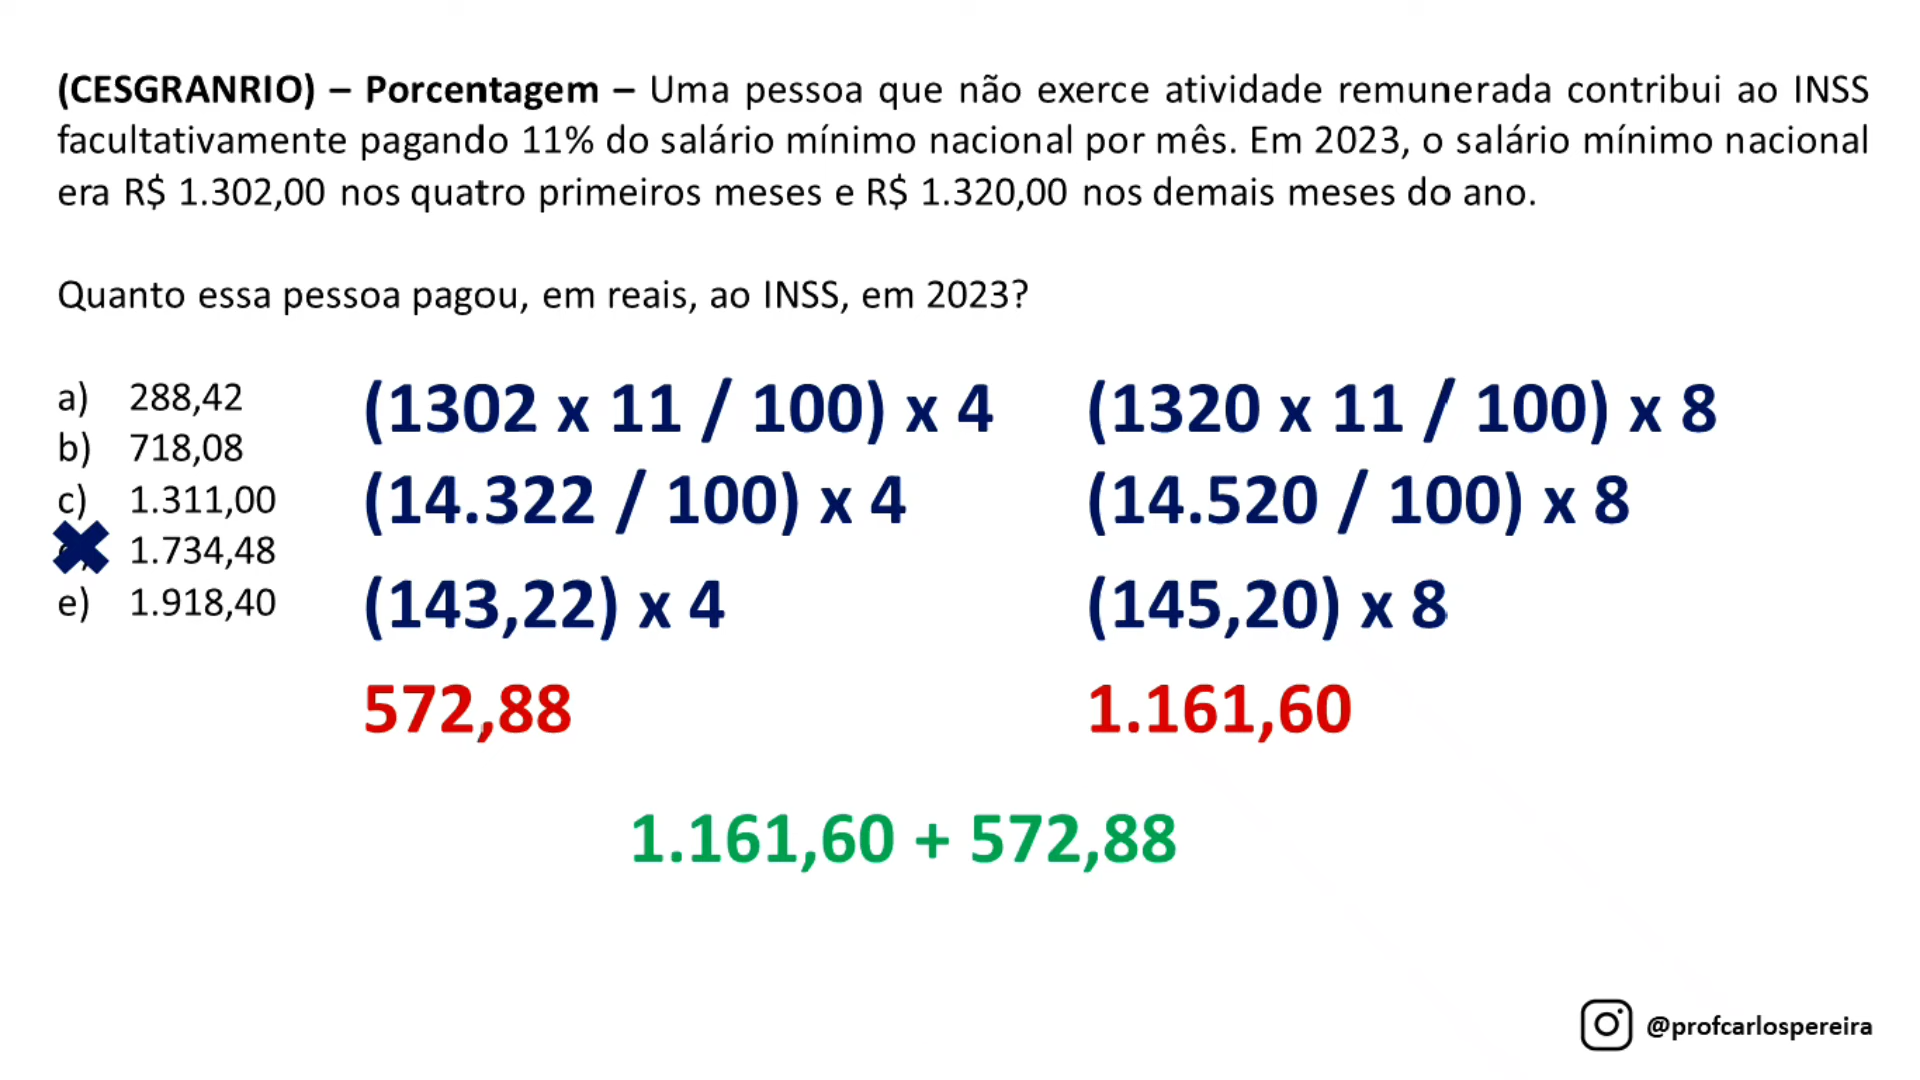 (CESGRANRIO) – Porcentagem – Uma pessoa que não exerce atividade remunerada contribui ao INSS
facultativamente pagando 11% do salário mínimo nacional por mês. Em 2023, o salário mínimo nacional
era R$ 1.302,00 nos quatro primeiros meses e R$ 1.320,00 nos demais meses do ano.
Quanto essa pessoa pagou, em reais, ao INSS, em 2023?
a) 288,42
b) 718,08
c) 1.311,00
1.734,48
e) 1.918,40
(1302 x 11 / 100) x 4
(14.322 / 100) x 4
(143,22) x 4
572,88
(1320 x 11 / 100) x 8
(14.520 / 100) x 8
(145,20) x 8
1.161,60
1.161,60 + 572,88
@profcarlospereira